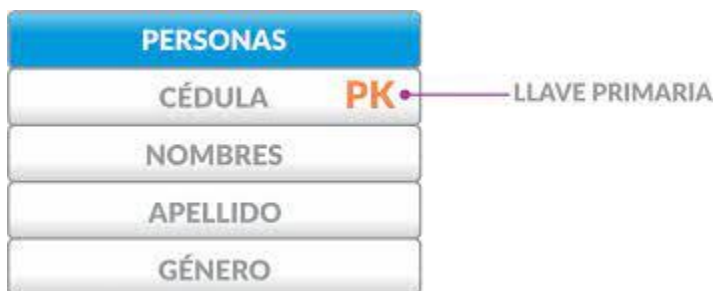 PERSONAS
CÉDULA PK LLAVE PRIMARIA
NOMBRES
APELLIDO
GÉNERO